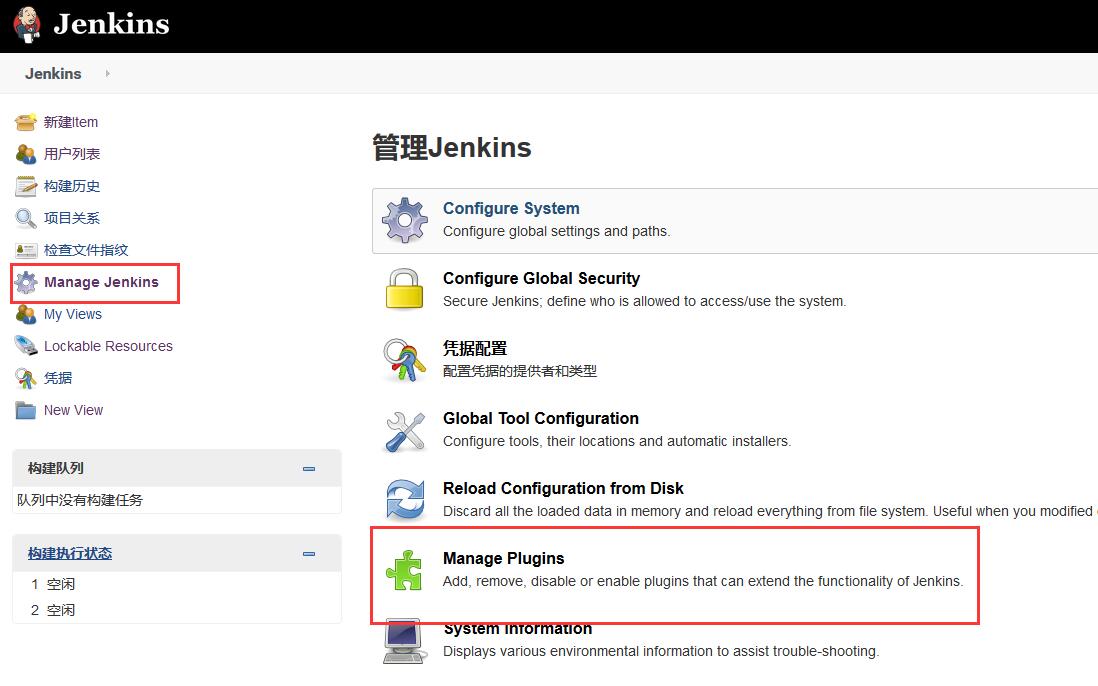 Jenkins
Jenkins
新建Item
用户列表
构建历史
项目关系
检查文件指纹
Manage Jenkins
My Views
Lockable Resources
凭据
New View
构建队列
队列中没有构建任务
构建执行状态
1 空闲
2 空闲
管理Jenkins
Configure System
Configure global settings and paths.
Configure Global Security
Secure Jenkins; define who is allowed to access/use the system.
凭据配置
配置凭据的提供者和类型
Global Tool Configuration
Configure tools, their locations and automatic installers.
Reload Configuration from Disk
Discard all the loaded data in memory and reload everything from file system. Useful when you modified
Manage Plugins
Add, remove, disable or enable plugins that can extend the functionality of Jenkins.
System Information
Displays various environmental information to assist trouble-shooting.